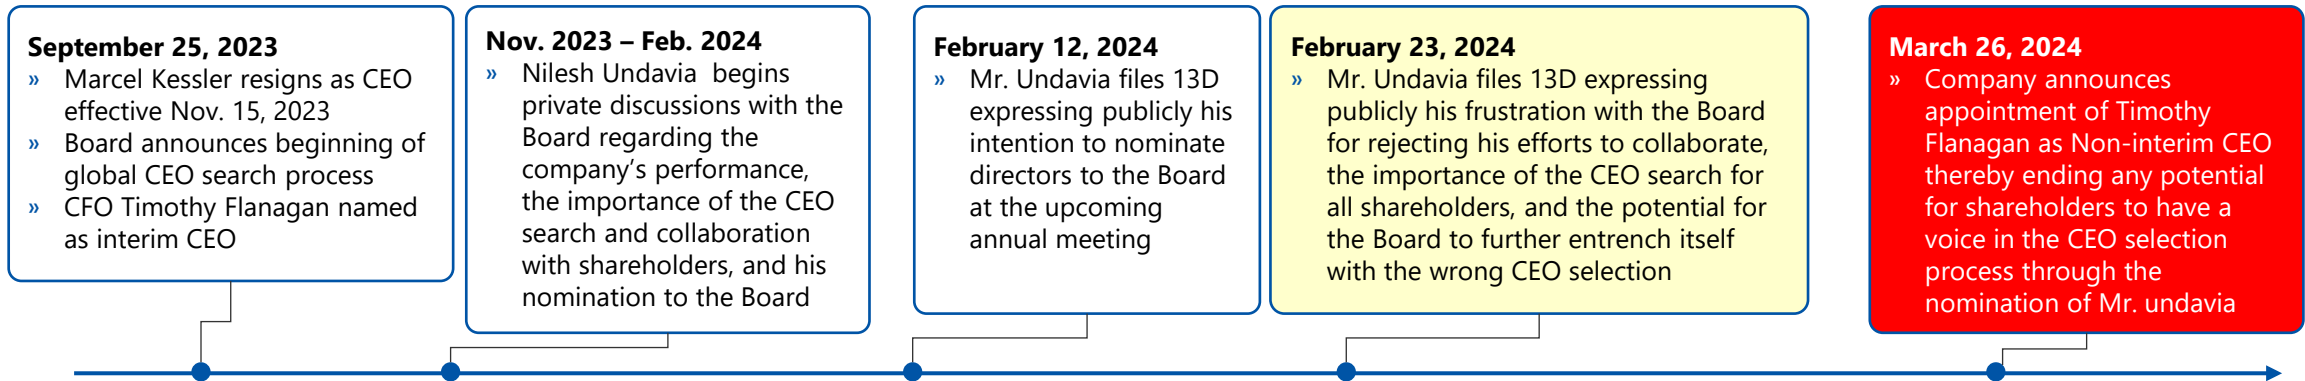 September 25, 2023
» Marcel Kessler resigns as CEO
effective Nov. 15, 2023
» Board announces beginning of
global CEO search process
» CFO Timothy Flanagan named
as interim CEO
Nov. 2023 – Feb. 2024
» Nilesh Undavia  begins
private discussions with the
Board regarding the
company’s performance,
the importance of the CEO
search and collaboration
with shareholders, and his
nomination to the Board
February 12, 2024
» Mr. Undavia files 13D
expressing publicly his
intention to nominate
directors to the Board
at the upcoming
annual meeting
February 23, 2024
» Mr. Undavia files 13D expressing
publicly his frustration with the Board
for rejecting his efforts to collaborate,
the importance of the CEO search for
all shareholders, and the potential for
the Board to further entrench itself
with the wrong CEO selection
March 26, 2024
» Company announces
appointment of Timothy
Flanagan as Non-interim CEO
thereby ending any potential
for shareholders to have a
voice in the CEO selection
process through the
nomination of Mr. undavia